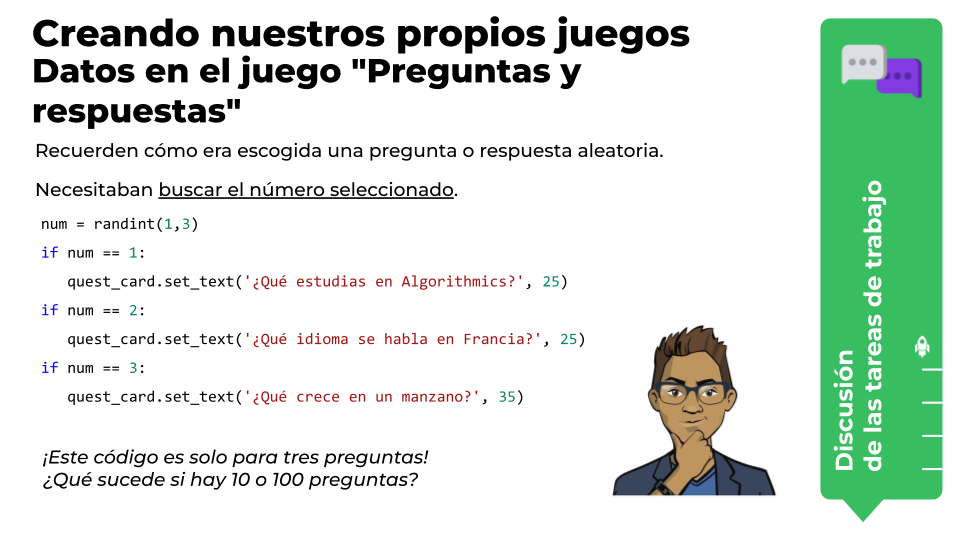 Creando nuestros propios juegos
Datos en el juego "Preguntas y
respuestas"
Recuerden cómo era escogida una pregunta o respuesta aleatoria.
Necesitaban buscar el número seleccionado.
num = randint(1,3)
if num == 1:
   quest_card.set_text('¿Qué estudias en Algorithmics?', 25)
if num == 2:
   quest_card.set_text('¿Qué idioma se habla en Francia?', 25)
if num == 3:
   quest_card.set_text('¿Qué crece en un manzano?', 35)
¡Este código es solo para tres preguntas!
¿Qué sucede si hay 10 o 100 preguntas?
Discusión
de las tareas de trabajo